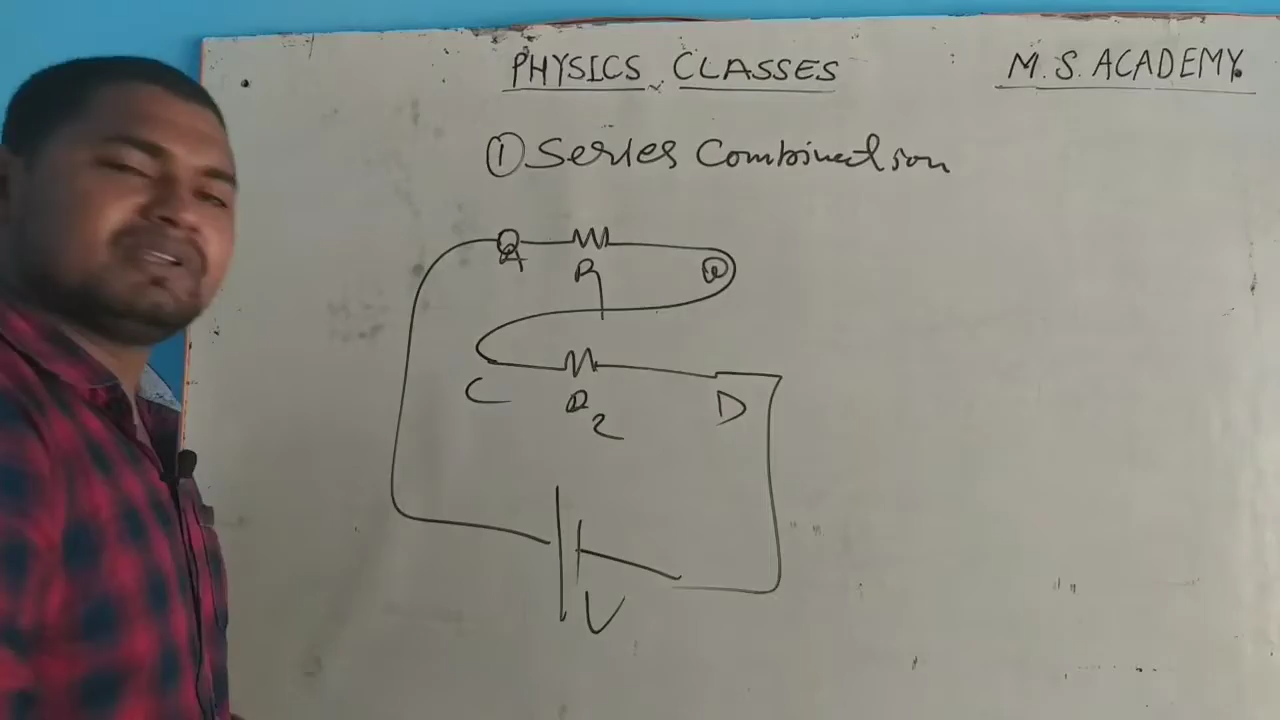 PHYSICS CLASSES
M.S. ACADEMY.
① Series Combination
A
R1
B
C
R2
D
V